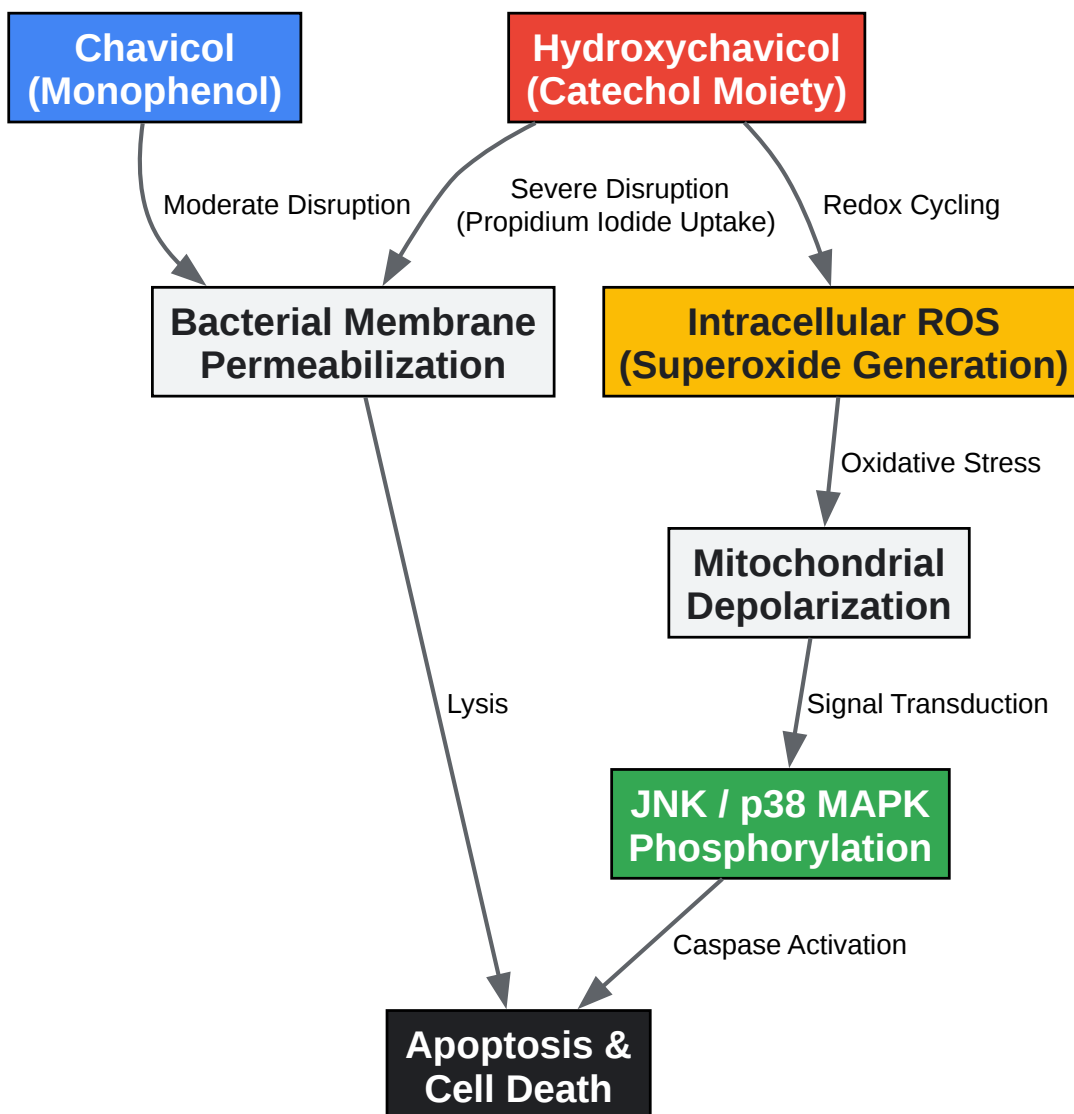 Chavicol
(Monophenol)
Hydroxychavicol
(Catechol Moiety)
Moderate Disruption
Severe Disruption
(Propidium Iodide Uptake)
Redox Cycling
Bacterial Membrane
Permeabilization
Intracellular ROS
(Superoxide Generation)
Oxidative Stress
Mitochondrial
Depolarization
Lysis
Signal Transduction
JNK / p38 MAPK
Phosphorylation
Caspase Activation
Apoptosis &
Cell Death